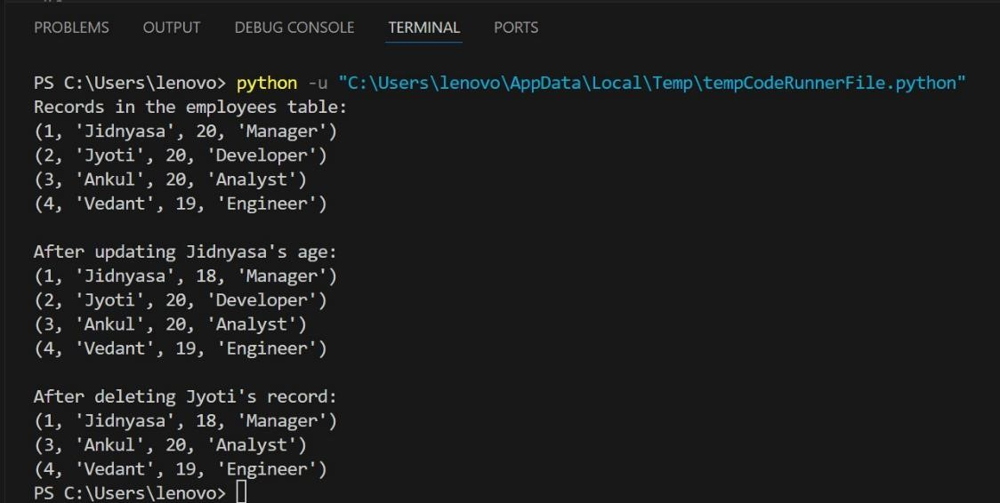 PROBLEMS OUTPUT DEBUG CONSOLE TERMINAL PORTS
PS C:\Users\lenovo> python -u "C:\Users\lenovo\AppData\Local\Temp\tempCodeRunnerFile.python"
Records in the employees table:
(1, 'Jidnyasa', 20, 'Manager')
(2, 'Jyoti', 20, 'Developer')
(3, 'Ankul', 20, 'Analyst')
(4, 'Vedant', 19, 'Engineer')
After updating Jidnyasa's age:
(1, 'Jidnyasa', 18, 'Manager')
(2, 'Jyoti', 20, 'Developer')
(3, 'Ankul', 20, 'Analyst')
(4, 'Vedant', 19, 'Engineer')
After deleting Jyoti's record:
(1, 'Jidnyasa', 18, 'Manager')
(3, 'Ankul', 20, 'Analyst')
(4, 'Vedant', 19, 'Engineer')
PS C:\Users\lenovo>